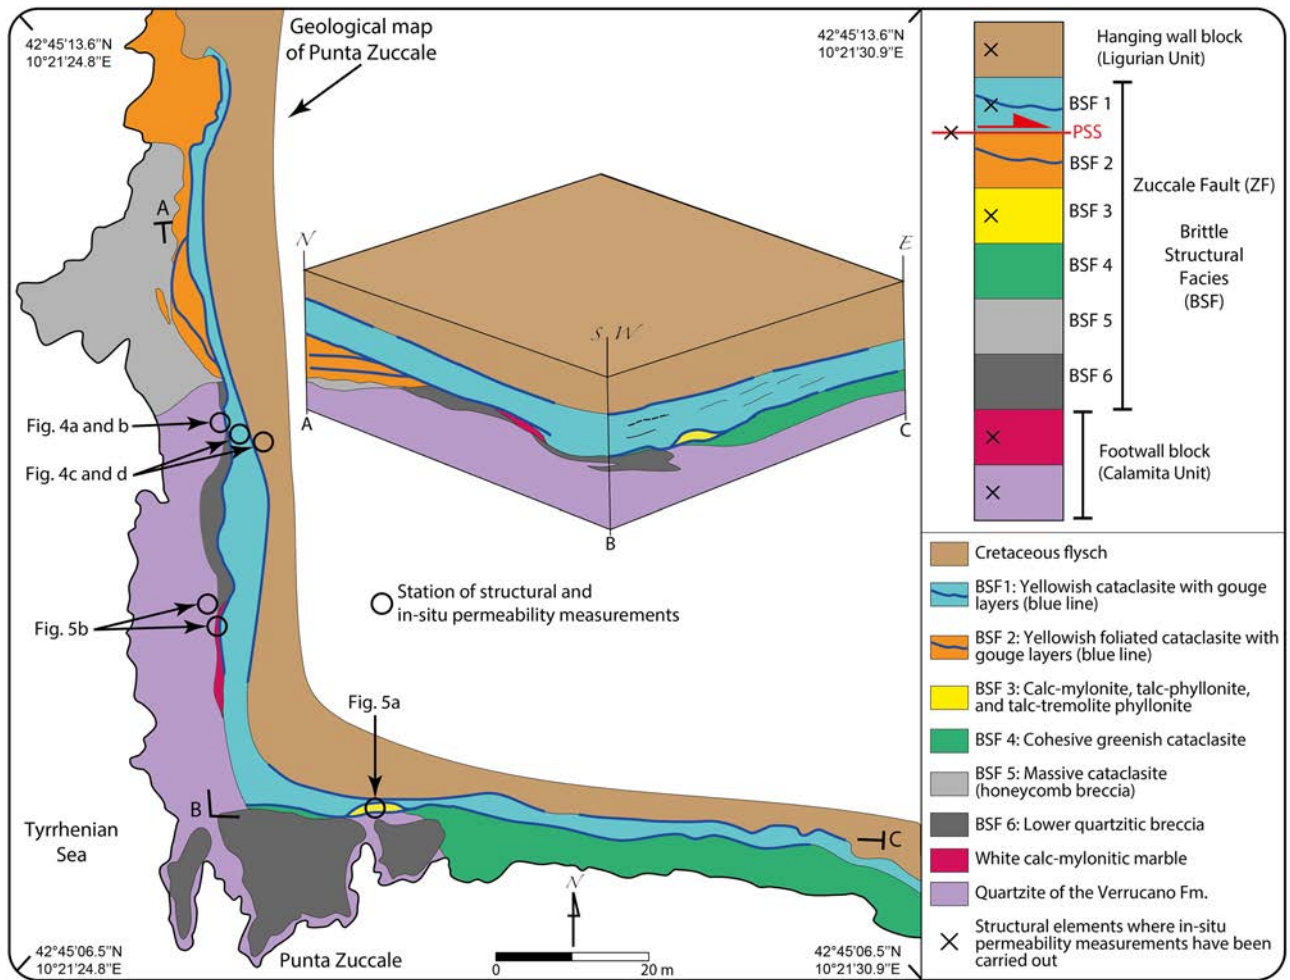 42°45'13.6"N
10°21'24.8"E
Geological map
of Punta Zuccale
42°45'13.6"N
10°21'30.9"E
A
N
E
S W
A
B
C
Fig. 4a and b
Fig. 4c and d
Fig. 5b
Station of structural and
in-situ permeability measurements
Fig. 5a
B
C
Tyrrhenian
Sea
N
42°45'06.5"N
10°21'24.8"E
Punta Zuccale
0
20 m
42°45'06.5"N
10°21'30.9"E
Hanging wall block
(Ligurian Unit)
BSF 1
PSS
BSF 2
BSF 3
BSF 4
BSF 5
BSF 6
Zuccale Fault (ZF)
Brittle
Structural
Facies
(BSF)
Footwall block
(Calamita Unit)
Cretaceous flysch
BSF1: Yellowish cataclasite with gouge
layers (blue line)
BSF 2: Yellowish foliated cataclasite with
gouge layers (blue line)
BSF 3: Calc-mylonite, talc-phyllonite,
and talc-tremolite phyllonite
BSF 4: Cohesive greenish cataclasite
BSF 5: Massive cataclasite
(honeycomb breccia)
BSF 6: Lower quartzitic breccia
White calc-mylonitic marble
Quartzite of the Verrucano Fm.
Structural elements where in-situ
permeability measurements have been
carried out